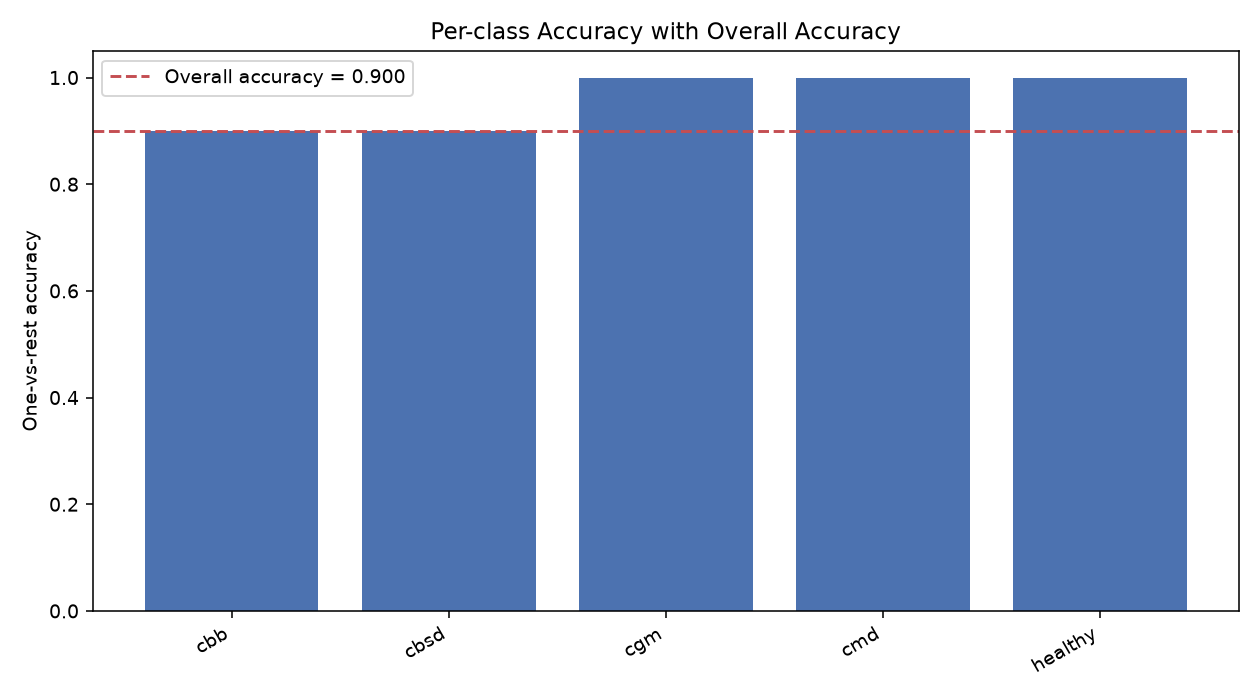 Per-class Accuracy with Overall Accuracy
Overall accuracy = 0.900
One-vs-rest accuracy
1.0
0.8
0.6
0.4
0.2
0.0
cbb
cbsd
cgm
cmd
healthy